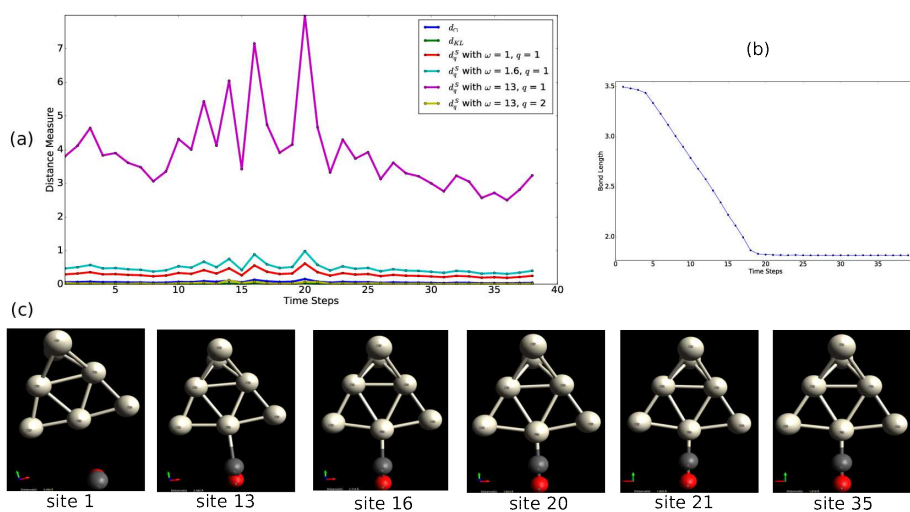 (a)
Distance Measure
7
6
5
4
3
2
1
0
5
10
15
20
25
30
35
40
Time Steps
d_{KL}
d_q^S with ω = 1, q = 1
d_q^S with ω = 1.6, q = 1
d_q^S with ω = 13, q = 1
d_q^S with ω = 13, q = 2
(b)
Bond Length
3.5
3.0
2.5
2.0
0
5
10
15
20
25
30
35
Time Steps
(c)
site 1
site 13
site 16
site 20
site 21
site 35